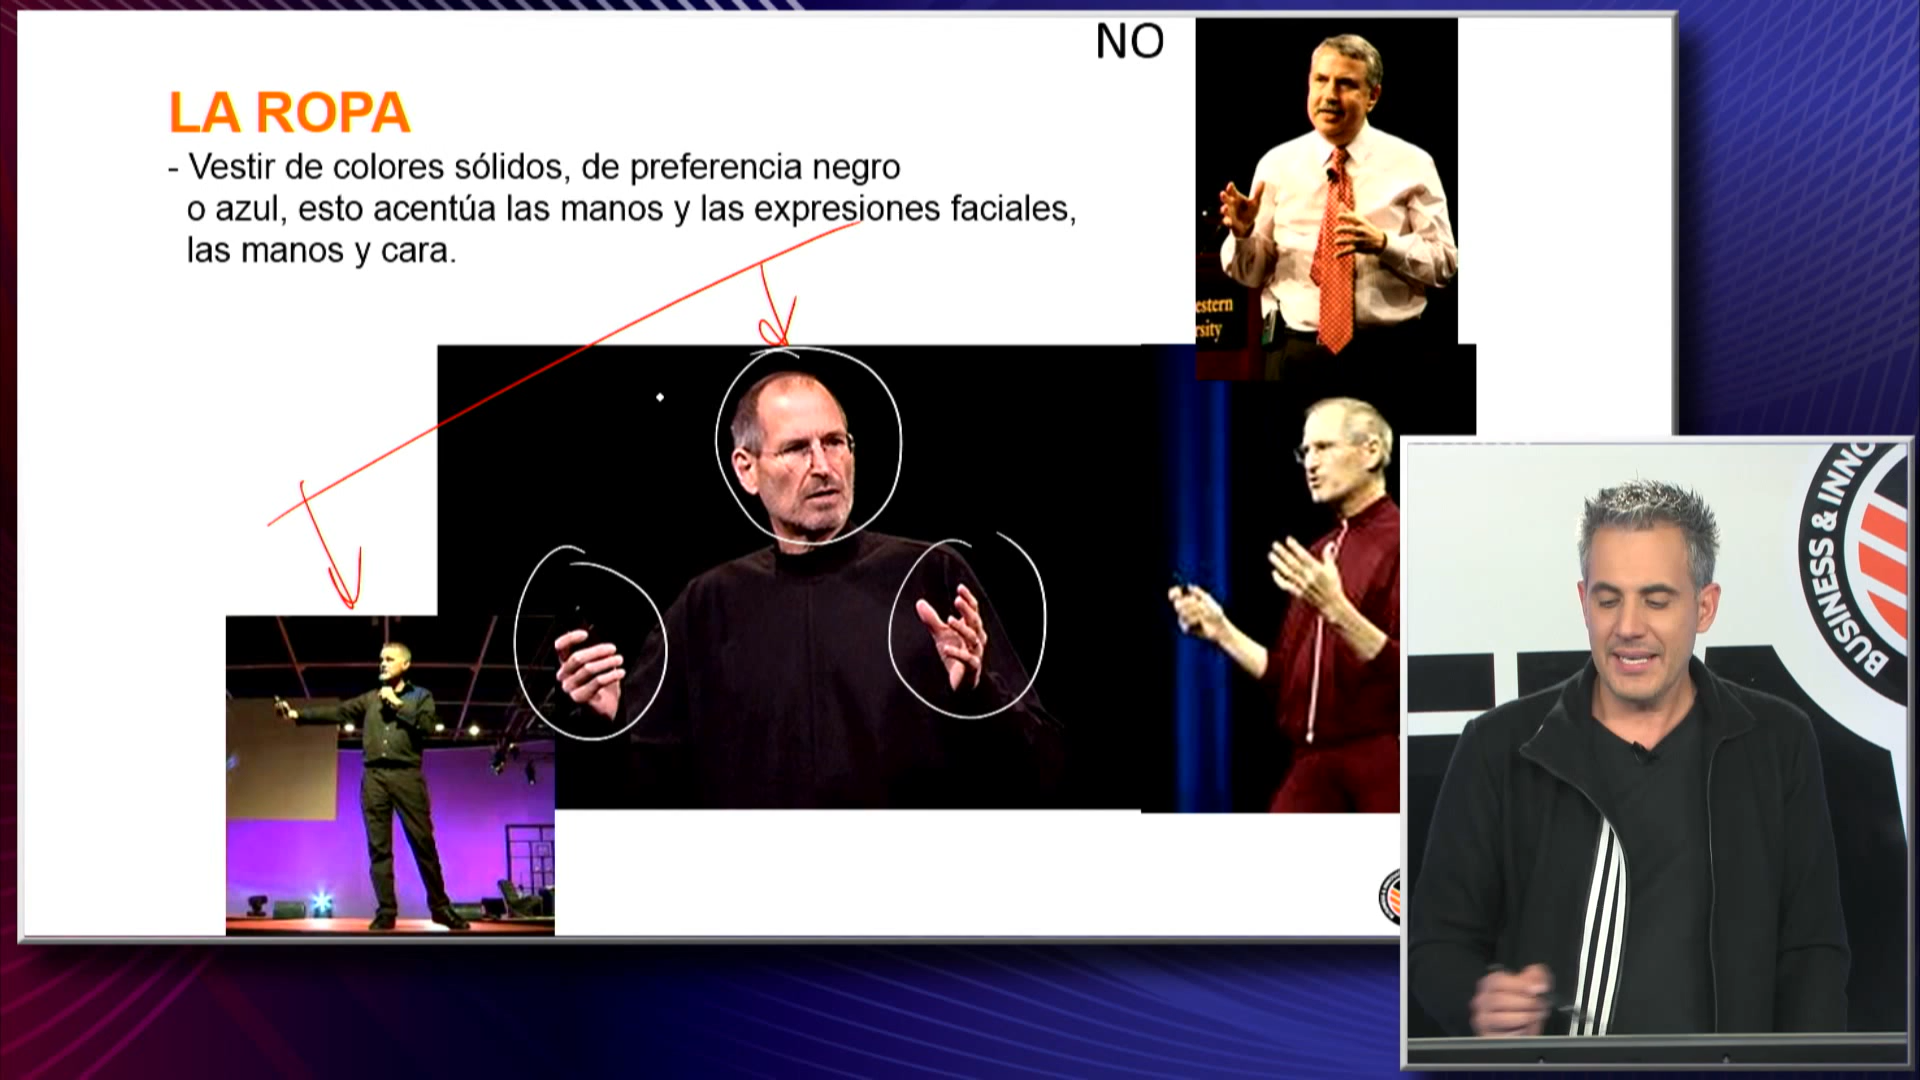 NO
LA ROPA
- Vestir de colores sólidos, de preferencia negro
o azul, esto acentúa las manos y las expresiones faciales,
las manos y cara.
estern
rsity
BUSINESS & INNO